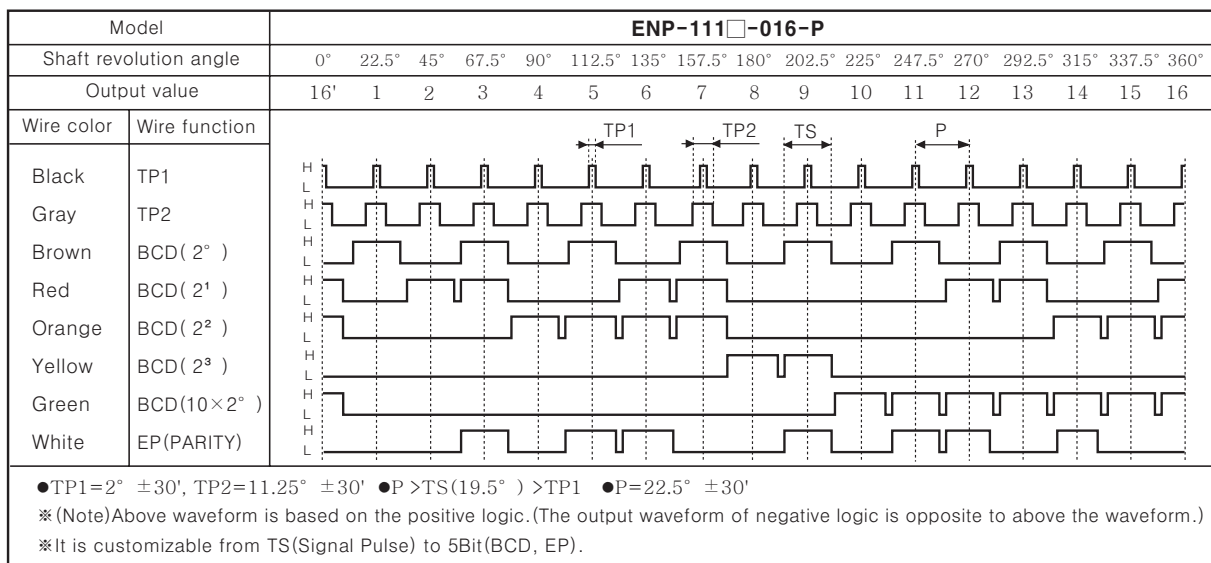 Model ENP-111□-016-P
Shaft revolution angle 0° 22.5° 45° 67.5° 90° 112.5° 135° 157.5° 180° 202.5° 225° 247.5° 270° 292.5° 315° 337.5° 360°
Output value 16' 1 2 3 4 5 6 7 8 9 10 11 12 13 14 15 16
Wire color Wire function
TP1 TP2 TS P
Black TP1 H L
Gray TP2 H L
Brown BCD( 2° ) H L
Red BCD( 2¹ ) H L
Orange BCD( 2² ) H L
Yellow BCD( 2³ ) H L
Green BCD(10×2° ) H L
White EP(PARITY) H L
●TP1=2° ±30', TP2=11.25° ±30' ●P >TS(19.5° ) >TP1 ●P=22.5° ±30'
※(Note)Above waveform is based on the positive logic.(The output waveform of negative logic is opposite to above the waveform.)
※It is customizable from TS(Signal Pulse) to 5Bit(BCD, EP).